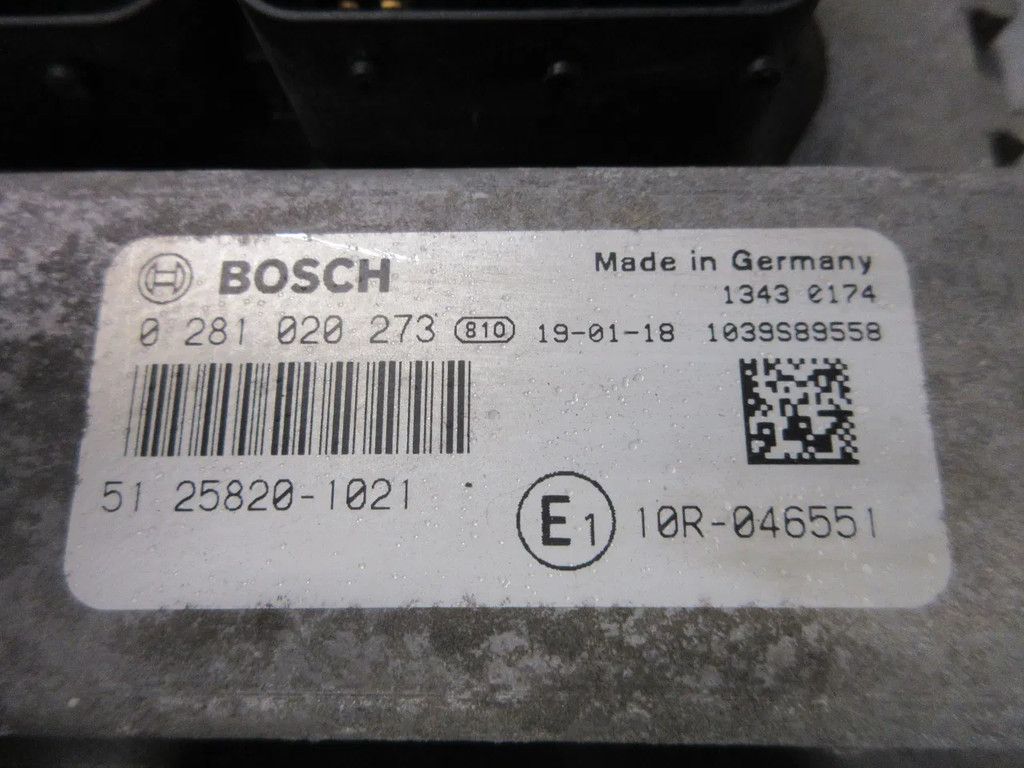 BOSCH
Made in Germany
1343 0174
0 281 020 273 810 19-01-18 1039S89558
51 25820-1021
E1 10R-046551